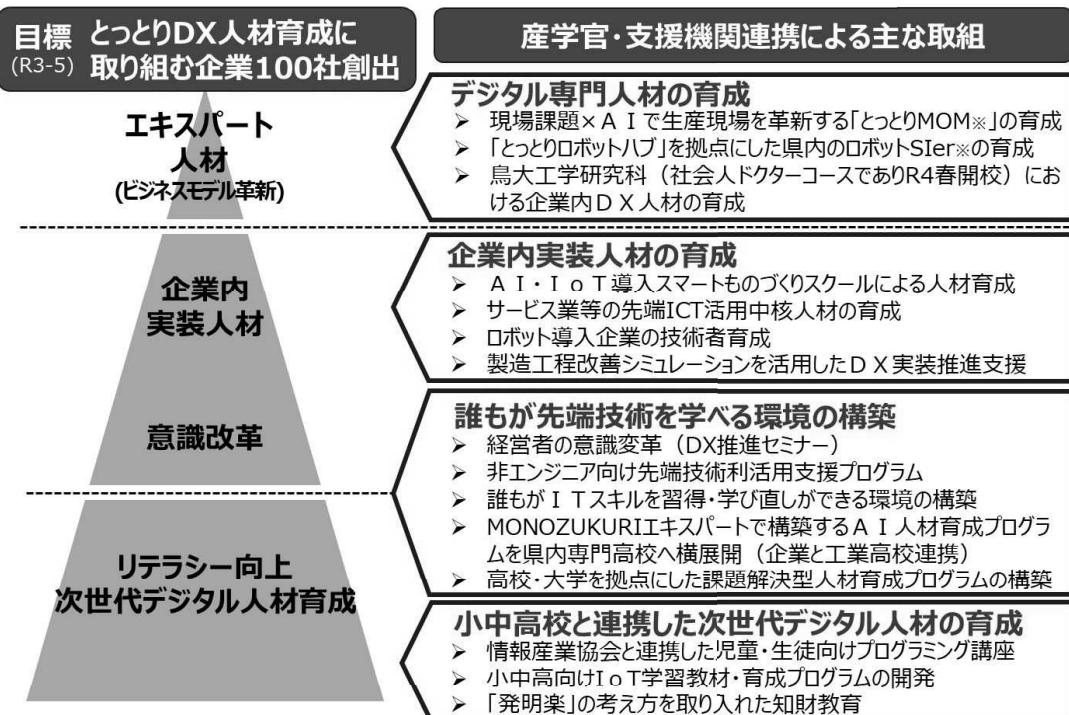 目標 とっとりDX人材育成に
(R3-5) 取り組む企業100社創出
エキスパート
人材
(ビジネスモデル革新)
企業内
実装人材
意識改革
リテラシー向上
次世代デジタル人材育成
産学官・支援機関連携による主な取組
デジタル専門人材の育成
➢ 現場課題×ＡＩで生産現場を革新する「とっとりMOM※」の育成
➢ 「とっとりロボットハブ」を拠点にした県内のロボットSIer※の育成
➢ 鳥大工学研究科（社会人ドクターコースでありR4春開校）にお
ける企業内ＤＸ人材の育成
企業内実装人材の育成
➢ ＡＩ・ＩｏＴ導入スマートものづくりスクールによる人材育成
➢ サービス業等の先端ICT活用中核人材の育成
➢ ロボット導入企業の技術者育成
➢ 製造工程改善シミュレーションを活用したＤＸ実装推進支援
誰もが先端技術を学べる環境の構築
➢ 経営者の意識変革（DX推進セミナー）
➢ 非エンジニア向け先端技術利活用支援プログラム
➢ 誰もがＩＴスキルを習得・学び直しができる環境の構築
➢ MONOZUKURIエキスパートで構築するＡＩ人材育成プログラ
ムを県内専門高校へ横展開（企業と工業高校連携）
➢ 高校・大学を拠点にした課題解決型人材育成プログラムの構築
小中高校と連携した次世代デジタル人材の育成
➢ 情報産業協会と連携した児童・生徒向けプログラミング講座
➢ 小中高向けIoT学習教材・育成プログラムの開発
➢ 「発明楽」の考え方を取り入れた知財教育